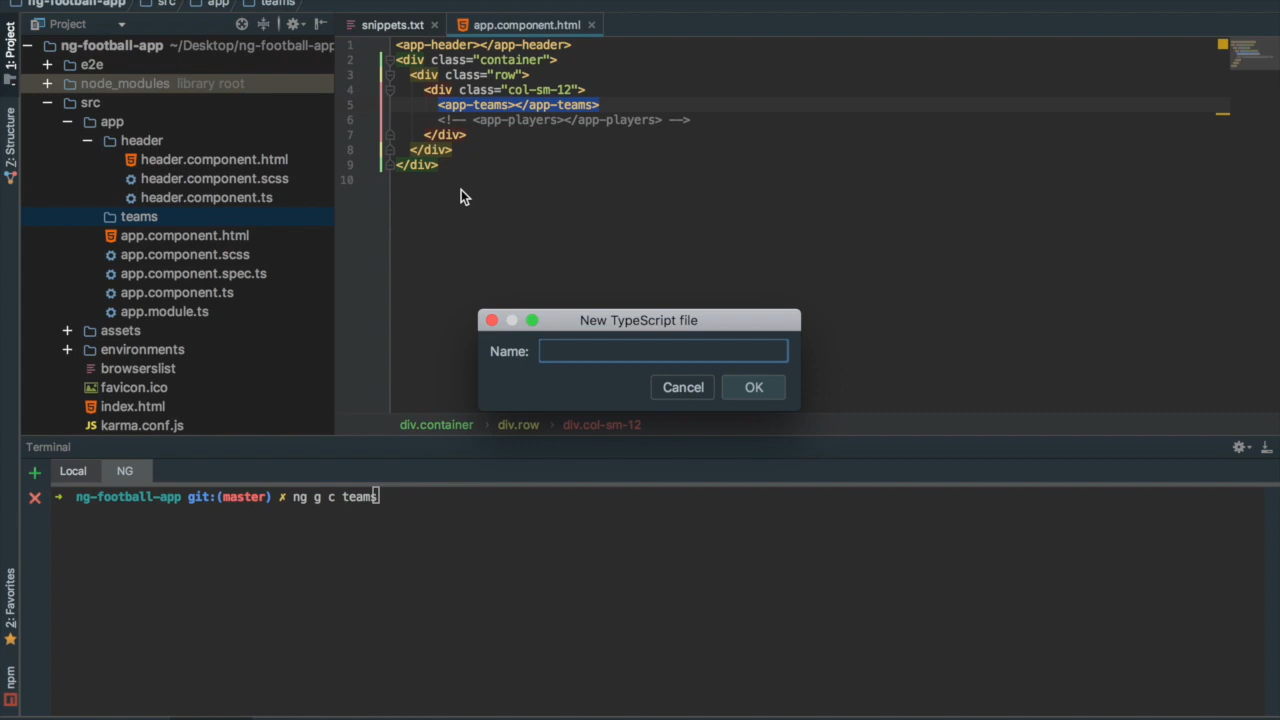 ng-football-app src app teams
1: Project
Project
snippets.txt
app.component.html
ng-football-app ~/Desktop/ng-football-app
e2e
node_modules library root
src
app
header
header.component.html
header.component.scss
header.component.ts
teams
app.component.html
app.component.scss
app.component.spec.ts
app.component.ts
app.module.ts
assets
environments
browserslist
favicon.ico
index.html
JS karma.conf.js
Z: Structure
1 <app-header></app-header>
2 <div class="container">
3 <div class="row">
4 <div class="col-sm-12">
5 <app-teams></app-teams>
6 <!-- <app-players></app-players> -->
7 </div>
8 </div>
9 </div>
10
New TypeScript file
Name:
Cancel OK
div.container div.row div.col-sm-12
Terminal
Local NG
→ ng-football-app git:(master) ✗ ng g c teams
2: Favorites
npm